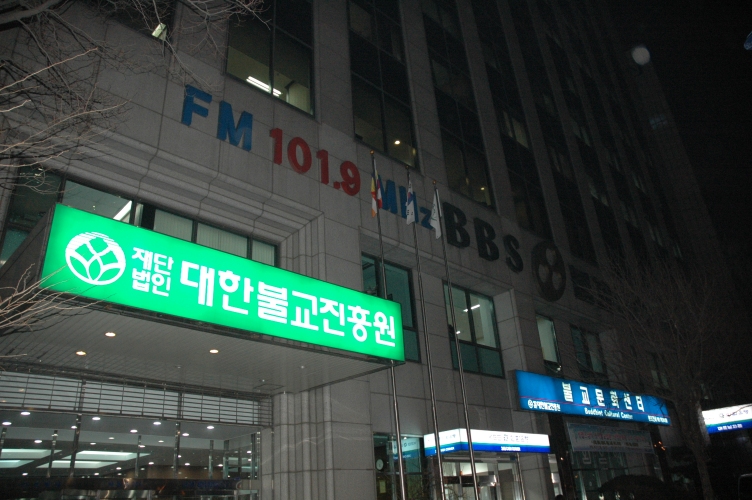 FM 101.9 MHz BBS
재단
법인
대한불교진흥원
불교문화센터
Buddhist Cultural Center